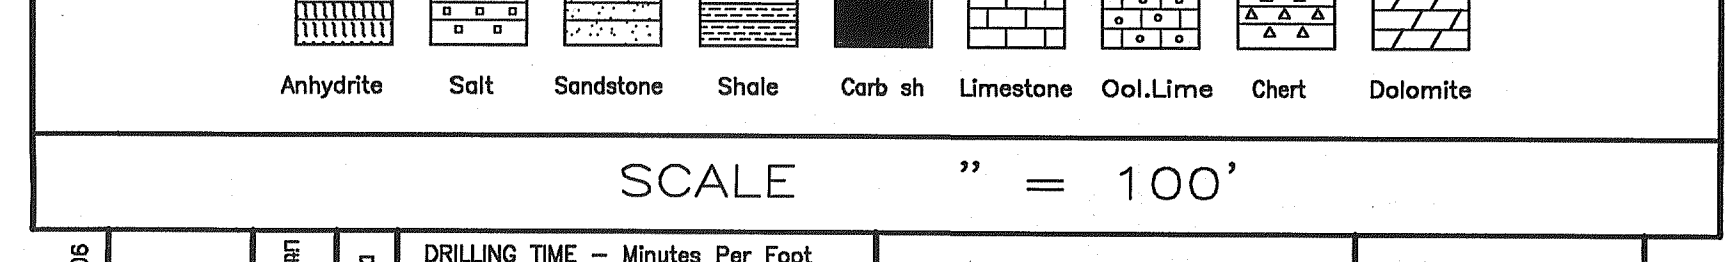 Anhydrite Salt Sandstone Shale Carb sh Limestone Ool.Lime Chert Dolomite
SCALE " = 100'
DRILLING TIME – Minutes Per Foot